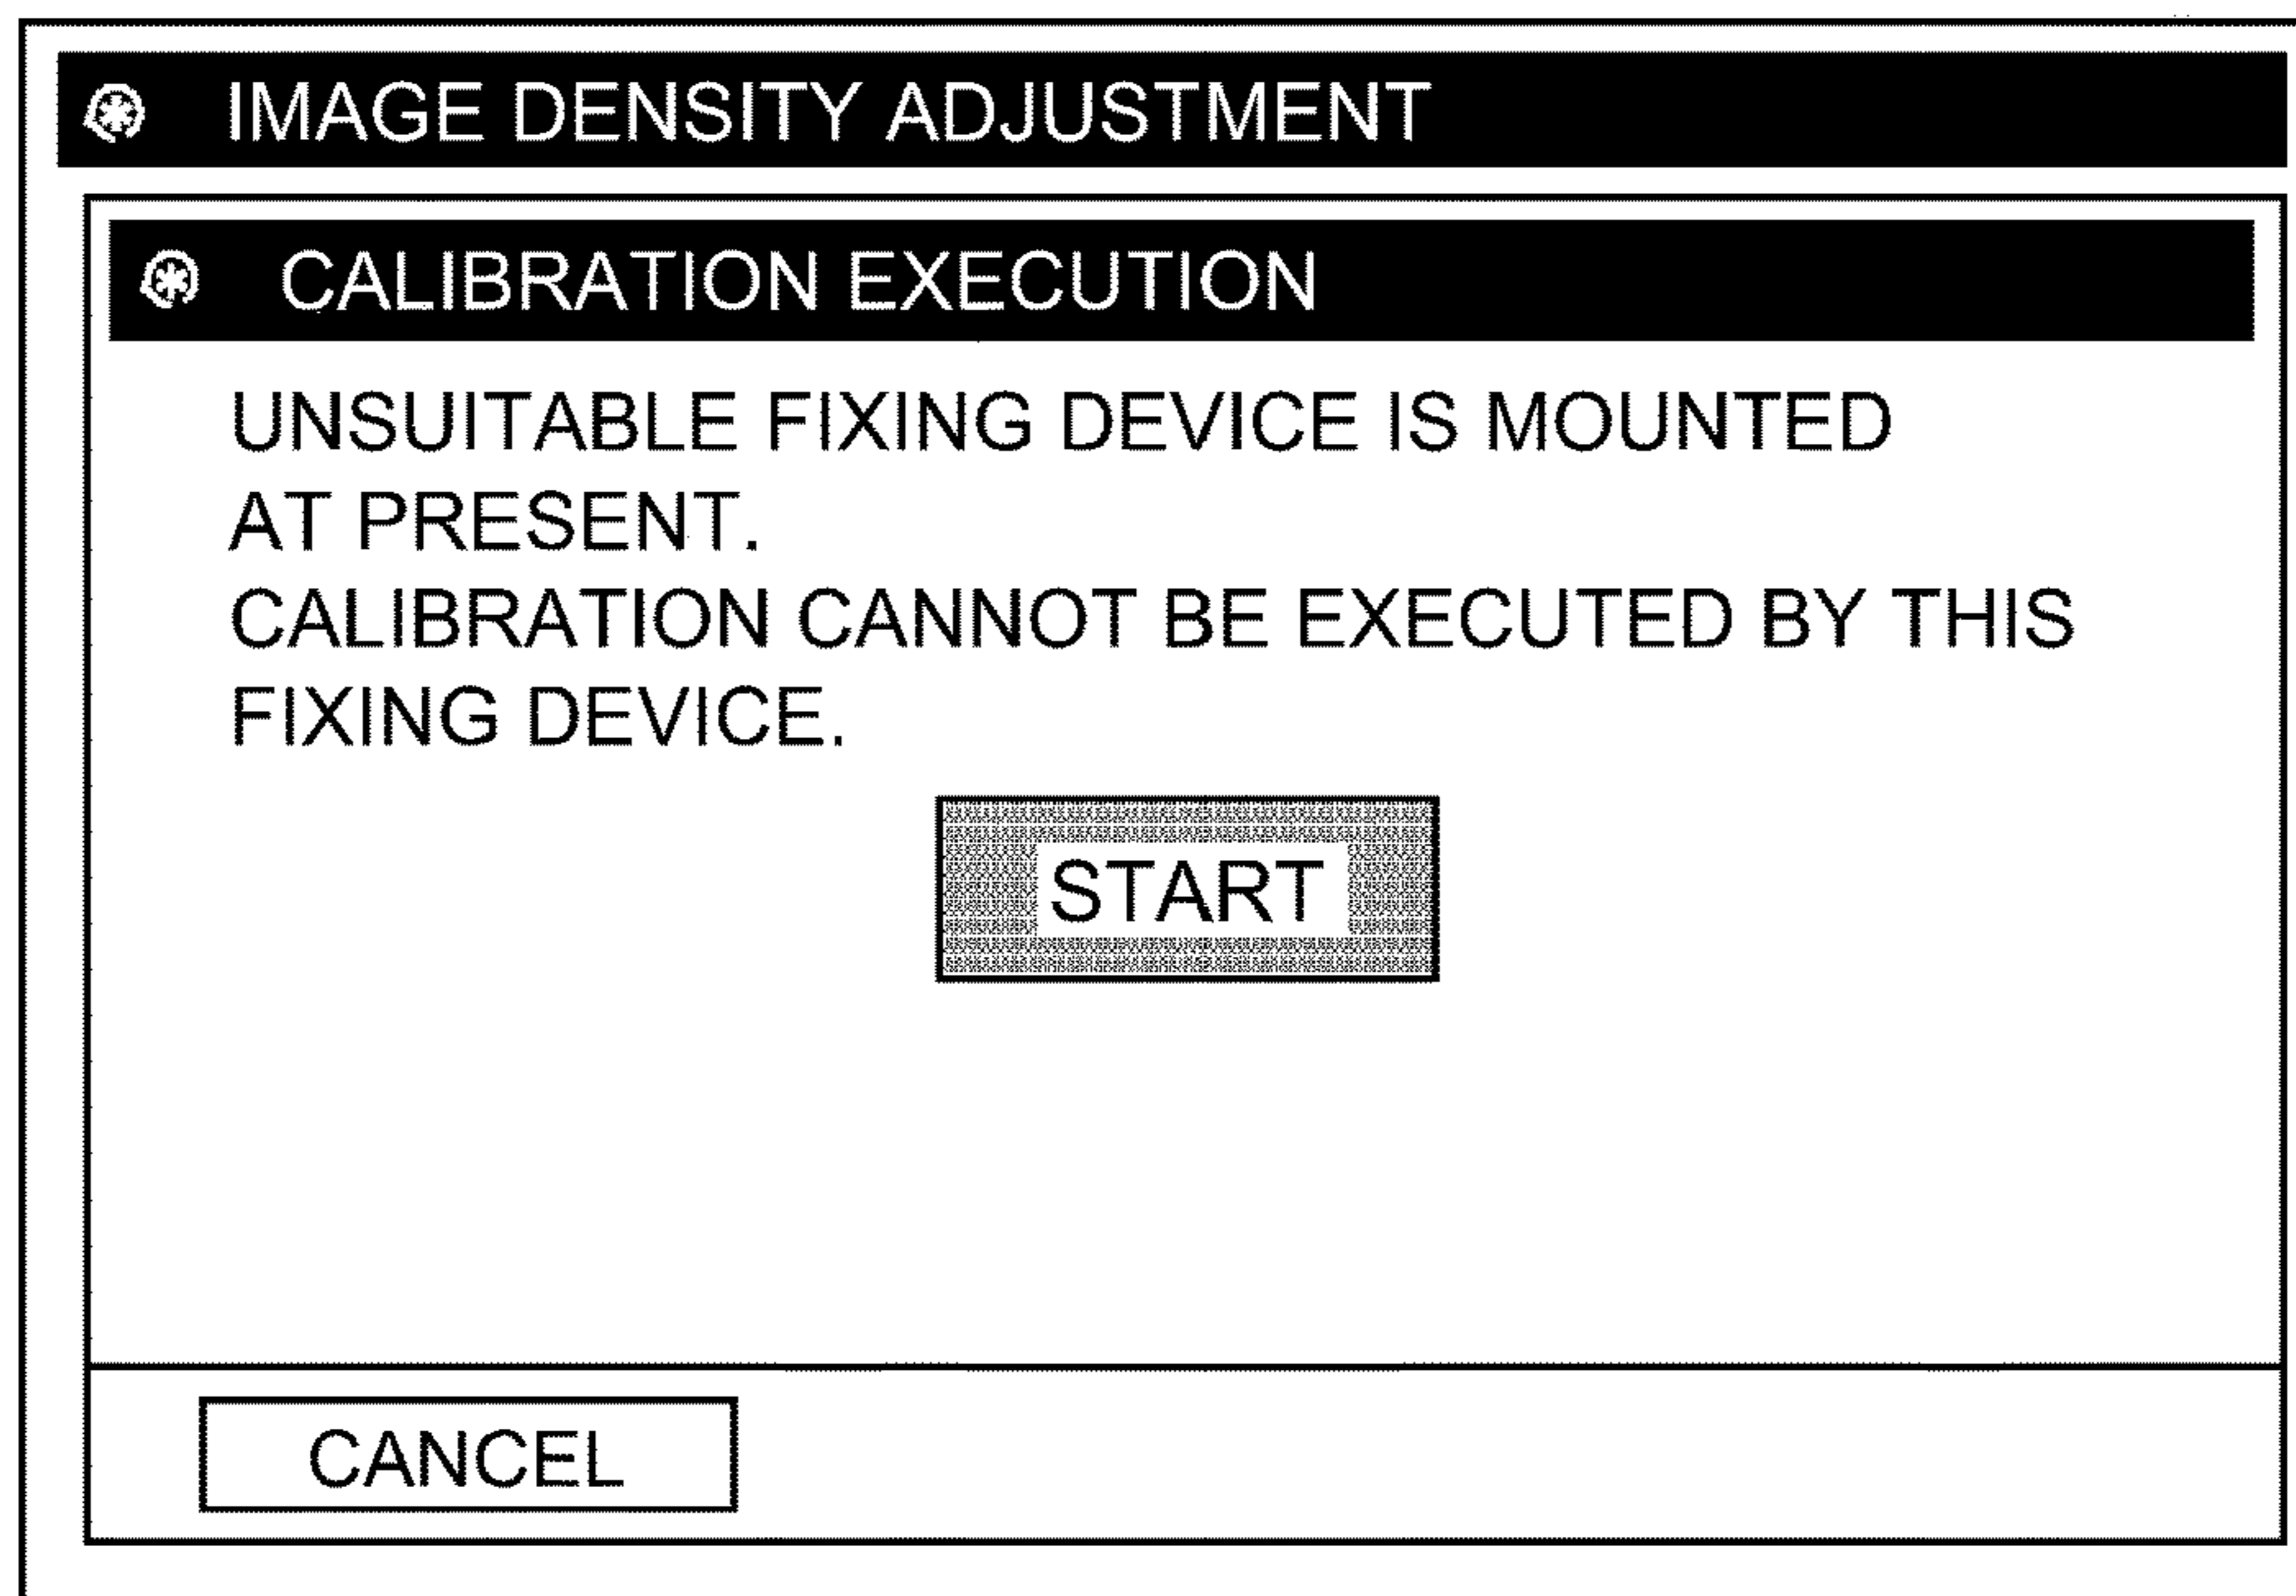 IMAGE DENSITY ADJUSTMENT
CALIBRATION EXECUTION
UNSUITABLE FIXING DEVICE IS MOUNTED
AT PRESENT.
CALIBRATION CANNOT BE EXECUTED BY THIS
FIXING DEVICE.
START
CANCEL